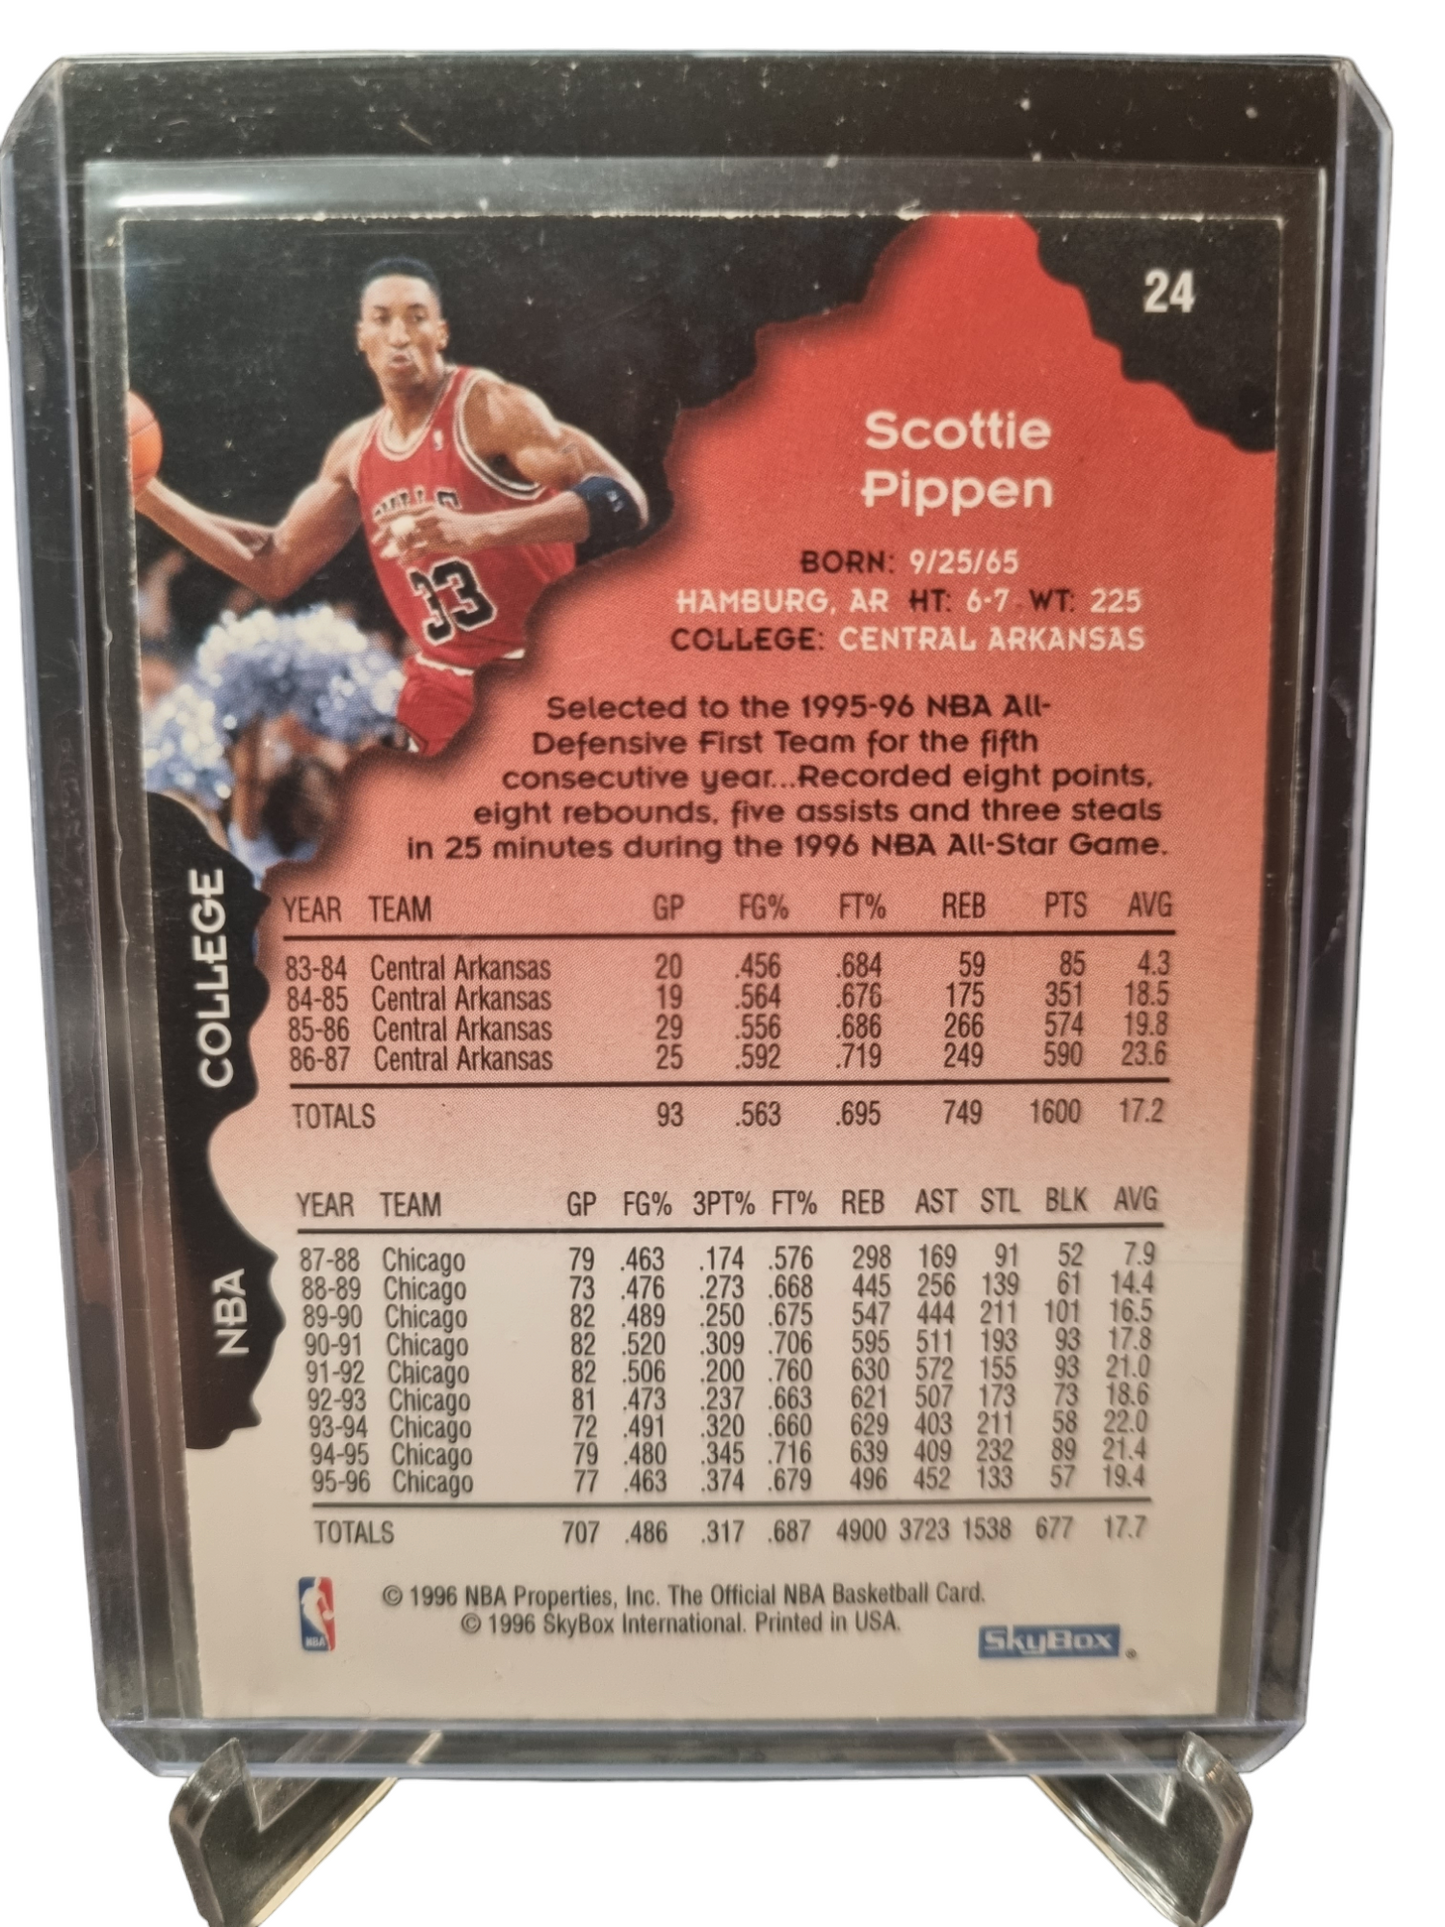 24
Scottie
Pippen
BORN: 9/25/65
HAMBURG, AR HT: 6-7 WT: 225
COLLEGE: CENTRAL ARKANSAS
33
Selected to the 1995-96 NBA All-
Defensive First Team for the fifth
consecutive year...Recorded eight points,
eight rebounds, five assists and three steals
in 25 minutes during the 1996 NBA All-Star Game.
COLLEGE
YEAR TEAM GP FG% FT% REB PTS AVG
83-84 Central Arkansas 20 .456 .684 59 85 4.3
84-85 Central Arkansas 19 .564 .676 175 351 18.5
85-86 Central Arkansas 29 .556 .686 266 574 19.8
86-87 Central Arkansas 25 .592 .719 249 590 23.6
TOTALS 93 .563 .695 749 1600 17.2
NBA
YEAR TEAM GP FG% 3PT% FT% REB AST STL BLK AVG
87-88 Chicago 79 .463 .174 .576 298 169 91 52 7.9
88-89 Chicago 73 .476 .273 .668 445 256 139 61 14.4
89-90 Chicago 82 .489 .250 .675 547 444 211 101 16.5
90-91 Chicago 82 .520 .309 .706 595 511 193 93 17.8
91-92 Chicago 82 .506 .200 .760 630 572 155 93 21.0
92-93 Chicago 81 .473 .237 .663 621 507 173 73 18.6
93-94 Chicago 72 .491 .320 .660 629 403 211 58 22.0
94-95 Chicago 79 .480 .345 .716 639 409 232 89 21.4
95-96 Chicago 77 .463 .374 .679 496 452 133 57 19.4
TOTALS 707 .486 .317 .687 4900 3723 1538 677 17.7
© 1996 NBA Properties, Inc. The Official NBA Basketball Card.
© 1996 SkyBox International. Printed in USA.
NBA
SkyBox